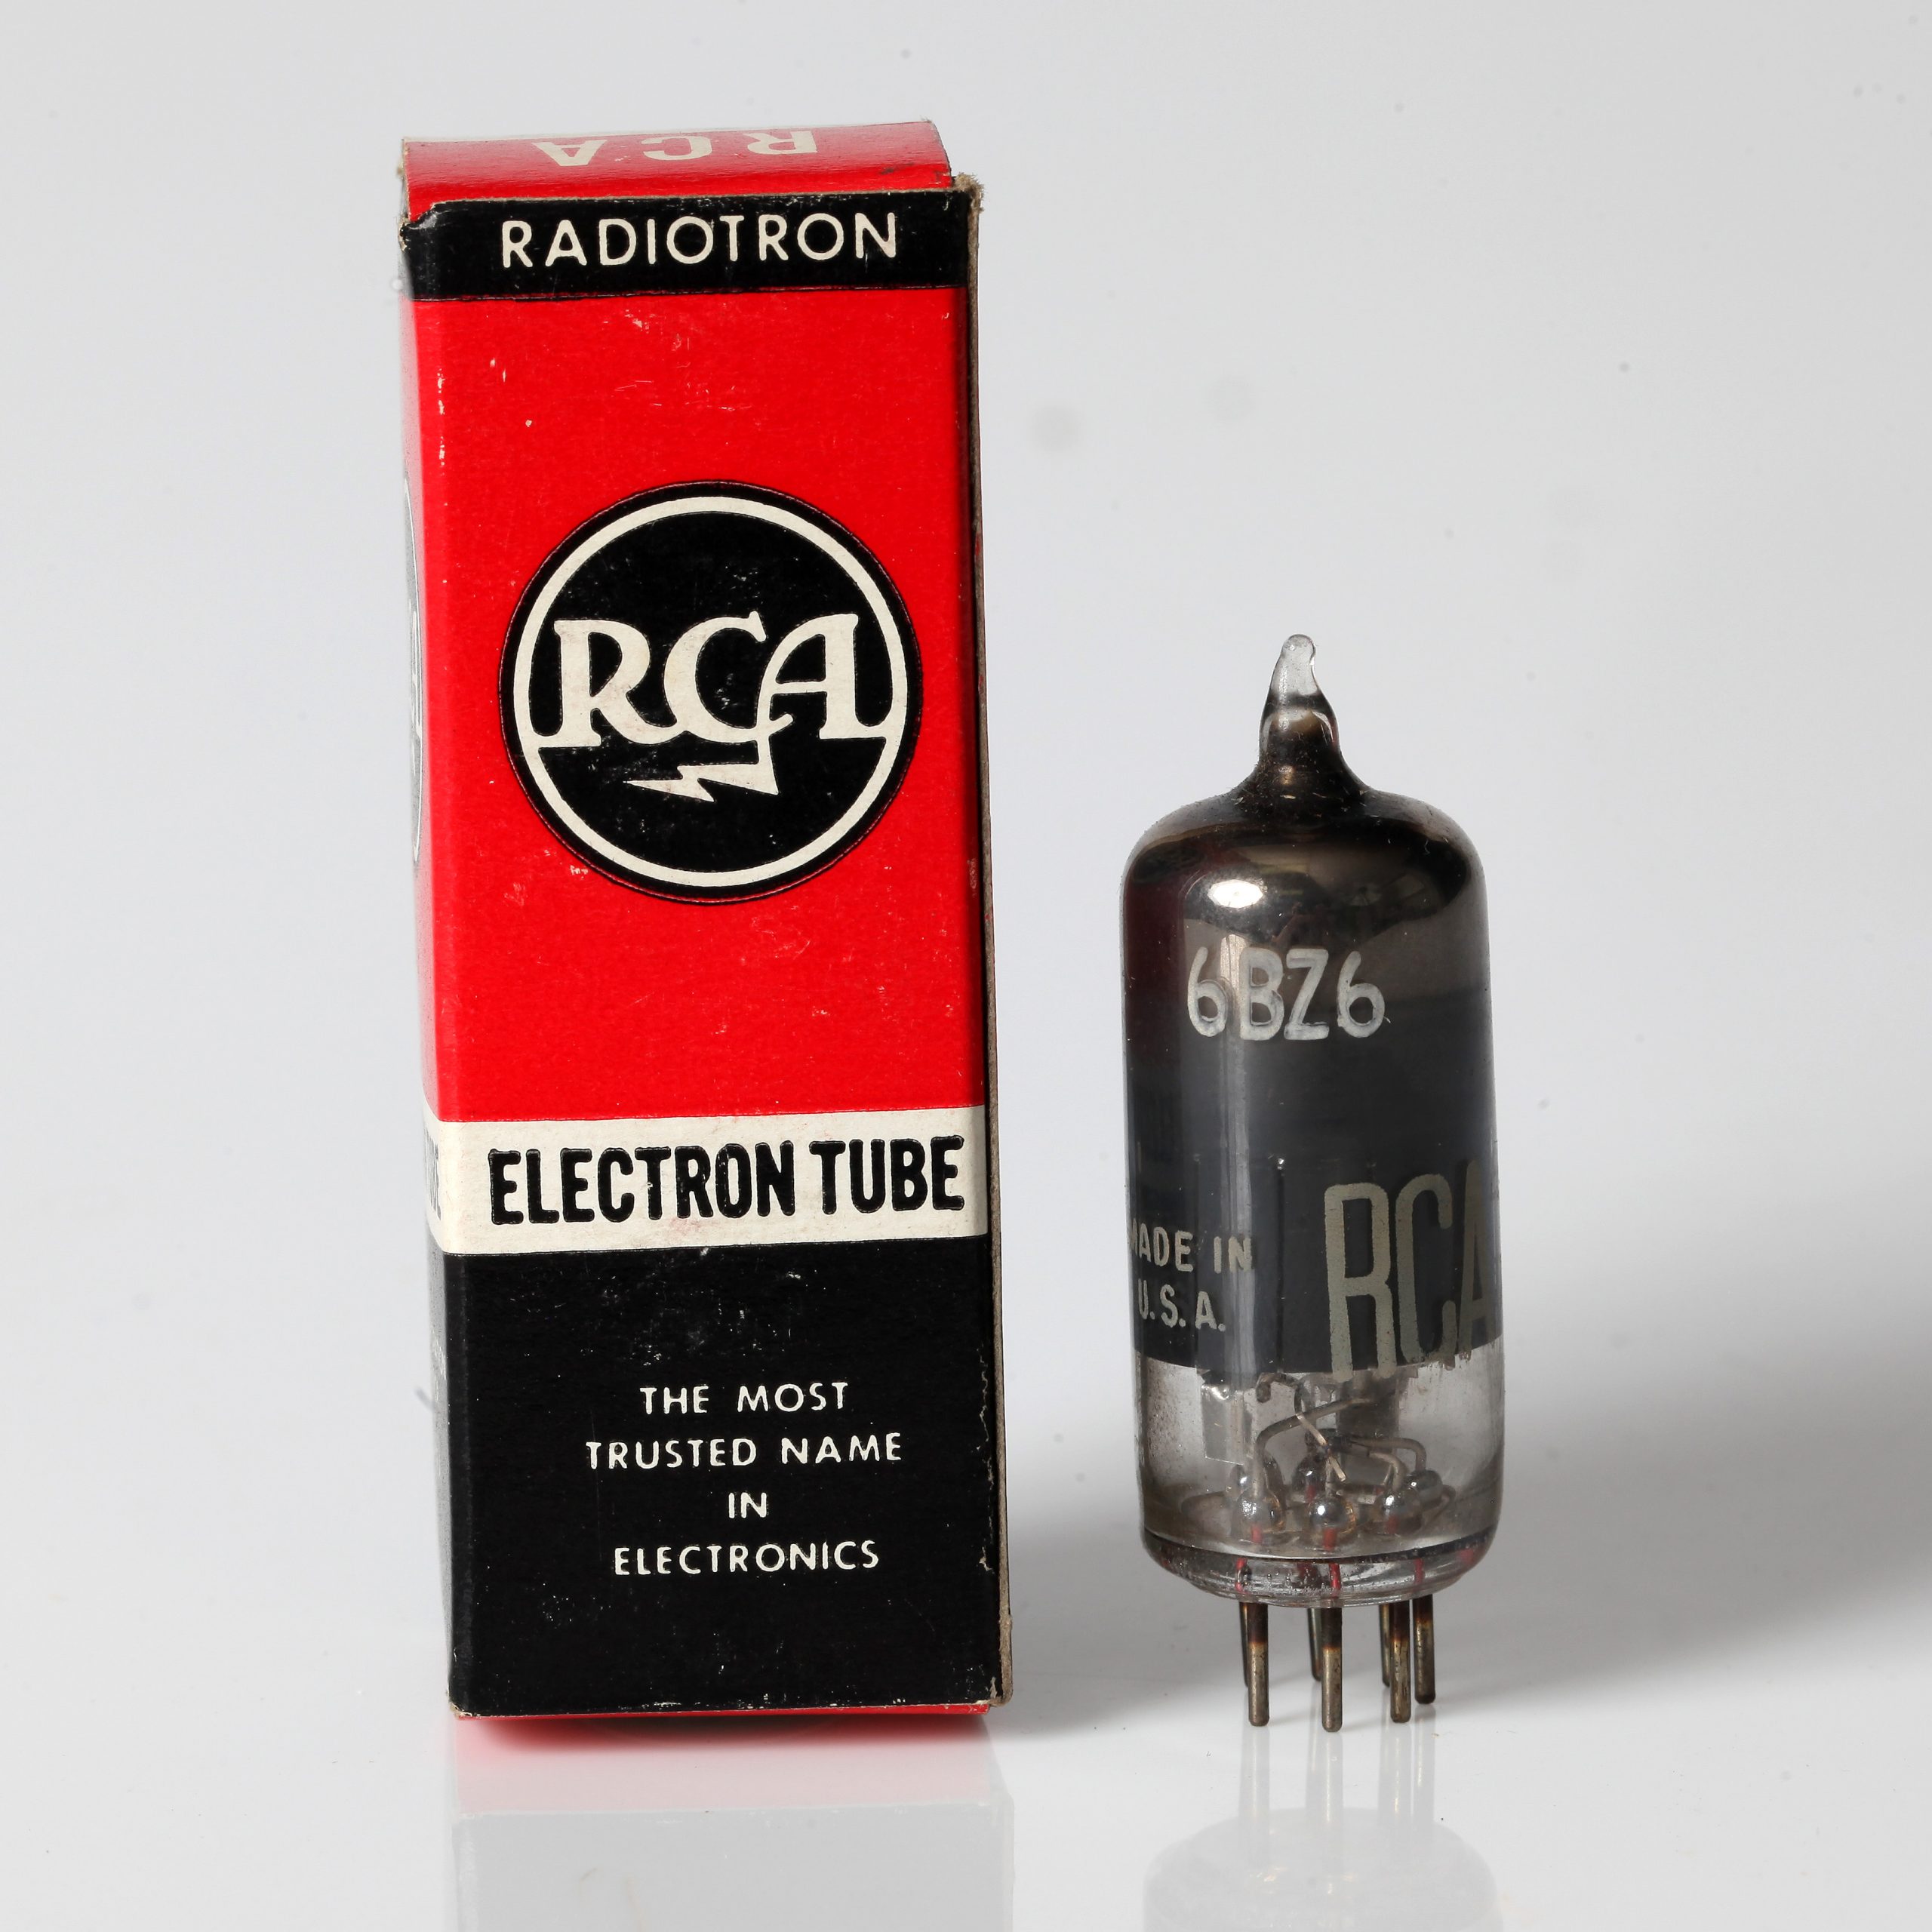 RCA
RADIOTRON
RCA
ELECTRON TUBE
THE MOST
TRUSTED NAME
IN
ELECTRONICS
6BZ6
MADE IN
U.S.A.
RCA